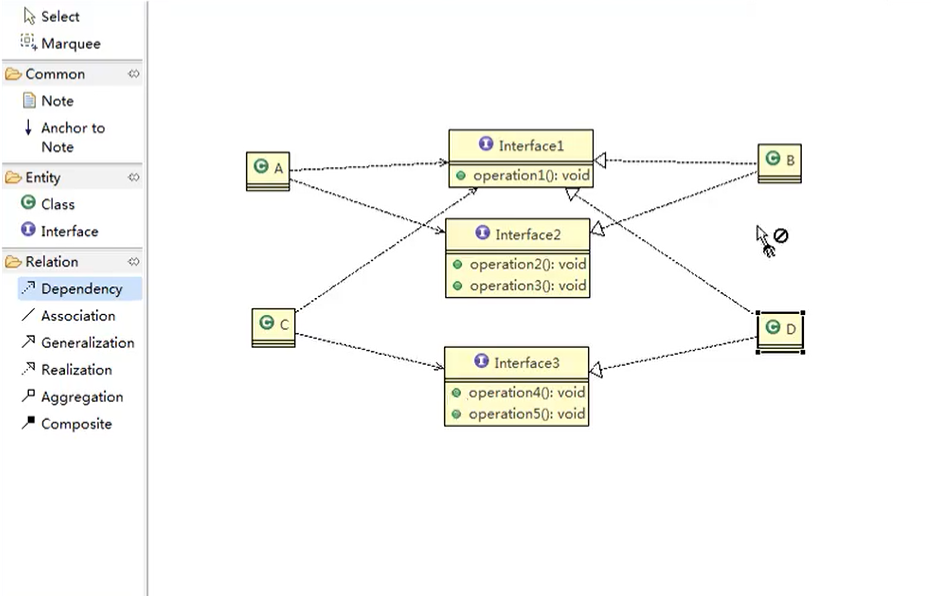 Select
Marquee
Common
Note
Anchor to
Note
Entity
Class
Interface
Relation
Dependency
Association
Generalization
Realization
Aggregation
Composite
A
Interface1
operation1(): void
B
Interface2
operation2(): void
operation3(): void
C
D
Interface3
operation4(): void
operation5(): void